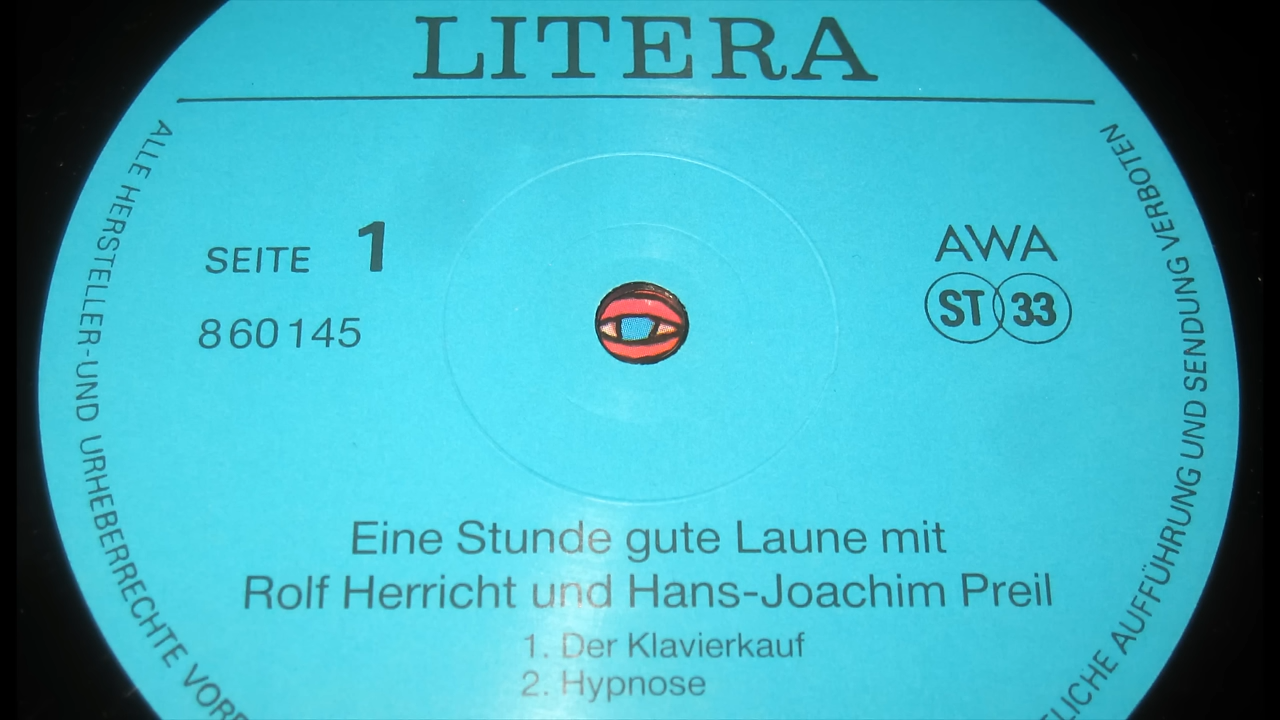 LITERA
SEITE 1
860145
AWA
ST 33
Eine Stunde gute Laune mit
Rolf Herricht und Hans-Joachim Preil
1. Der Klavierkauf
2. Hypnose
ALLE HERSTELLER-UND URHEBERRECHTE
AUFFÜHRUNG UND SENDUNG VERBOTEN